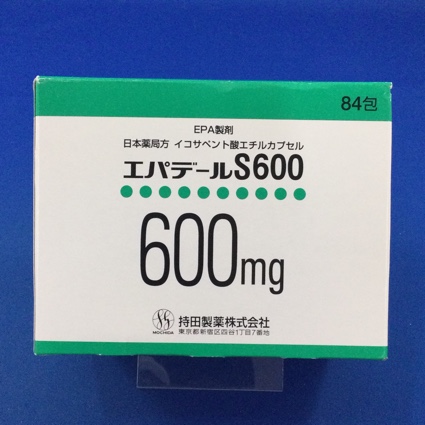 84包
EPA製剤
日本薬局方 イコサペント酸エチルカプセル
エパデールS600
600mg
MOCHIDA
持田製薬株式会社
東京都新宿区四谷1丁目7番地